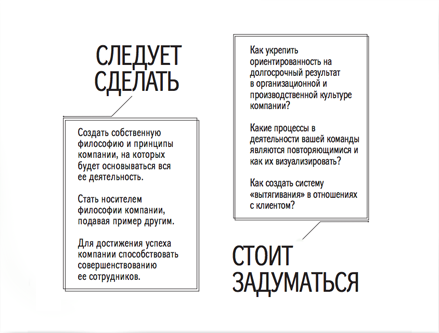 СЛЕДУЕТ
СДЕЛАТЬ
Создать собственную
философию и принципы
компании, на которых
будет основываться вся
ее деятельность.
Стать носителем
философии компании,
подавая пример другим.
Для достижения успеха
компании способствовать
совершенствованию
ее сотрудников.
Как укрепить
ориентированность на
долгосрочный результат
в организационной и
производственной культуре
компании?
Какие процессы в
деятельности вашей команды
являются повторяющимися и
как их визуализировать?
Как создать систему
«вытягивания» в отношениях
с клиентом?
СТОИТ
ЗАДУМАТЬСЯ